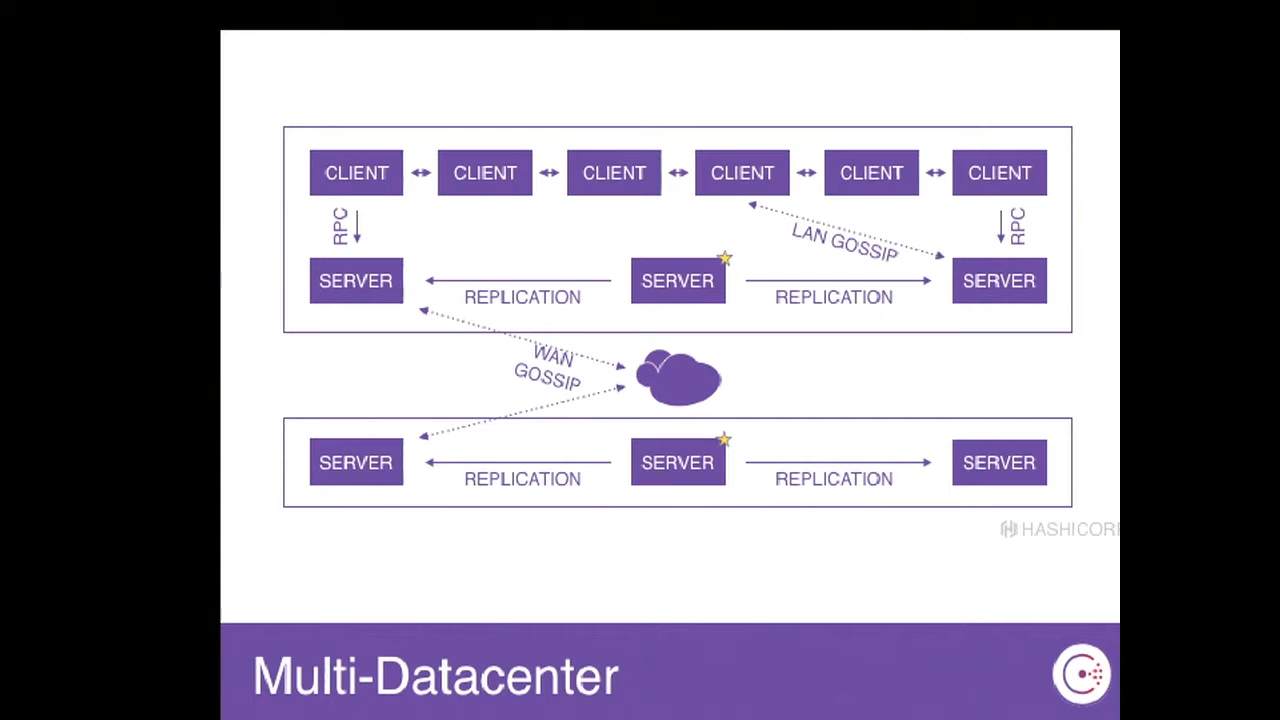 CLIENT CLIENT CLIENT CLIENT CLIENT CLIENT
RPC
LAN GOSSIP
RPC
SERVER SERVER SERVER
REPLICATION REPLICATION
WAN
GOSSIP
SERVER SERVER SERVER
REPLICATION REPLICATION
HASHICORP
Multi-Datacenter